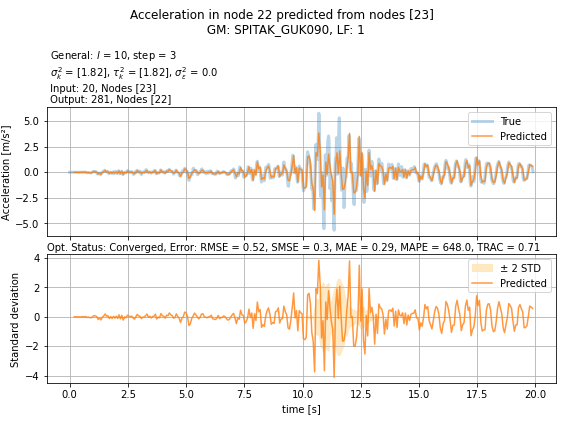 Acceleration in node 22 predicted from nodes [23]
GM: SPITAK_GUK090, LF: 1
General: l = 10, step = 3
σ²ₖ = [1.82], τ²ₖ = [1.82], σ²ε = 0.0
Input: 20, Nodes [23]
Output: 281, Nodes [22]
Acceleration [m/s²]
5.0
2.5
0.0
−2.5
−5.0
True
Predicted
Opt. Status: Converged, Error: RMSE = 0.52, SMSE = 0.3, MAE = 0.29, MAPE = 648.0, TRAC = 0.71
Standard deviation
4
2
0
−2
−4
± 2 STD
Predicted
0.0 2.5 5.0 7.5 10.0 12.5 15.0 17.5 20.0
time [s]